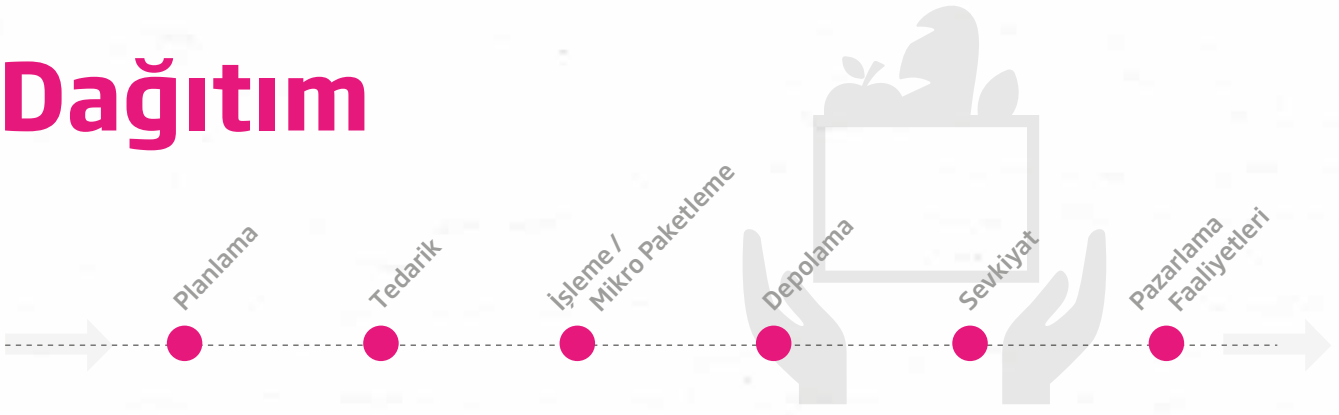 Dağıtım
Planlama
Tedarik
İşleme /
Mikro Paketleme
Depolama
Sevkiyat
Pazarlama
Faaliyetleri